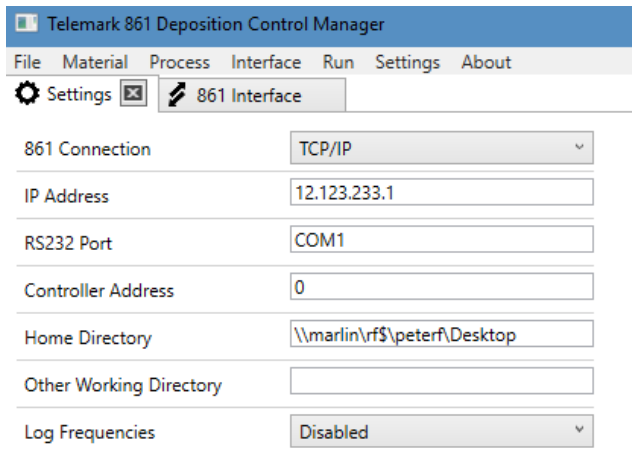 Telemark 861 Deposition Control Manager
File Material Process Interface Run Settings About
Settings 861 Interface
861 Connection TCP/IP
IP Address 12.123.233.1
RS232 Port COM1
Controller Address 0
Home Directory \\marlin\rf$\peterf\Desktop
Other Working Directory
Log Frequencies Disabled